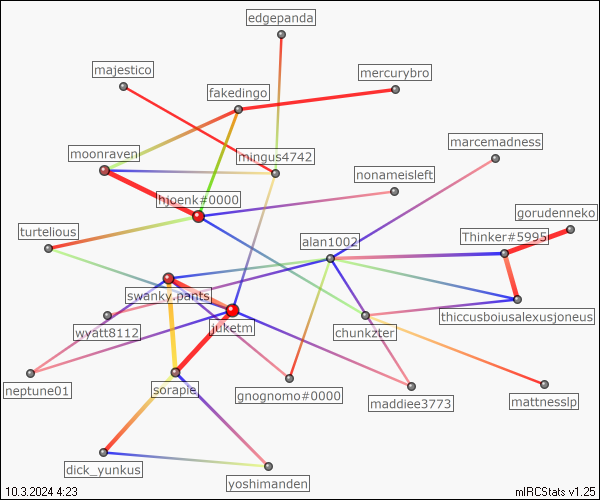 edgepanda
majestico
mercurybro
fakedingo
marcemadness
moonraven
mingus4742
nonameisleft
hjoenk#0000
gorudenneko
turtelious
Thinker#5995
alan1002
swanky.pants
thiccusboiusalexusjoneus
wyatt8112
juketm
chunkzter
neptune01
sorapie
gnognomo#0000
maddiee3773
mattnesslp
dick_yunkus
yoshimanden
10.3.2024 4:23
mIRCStats v1.25